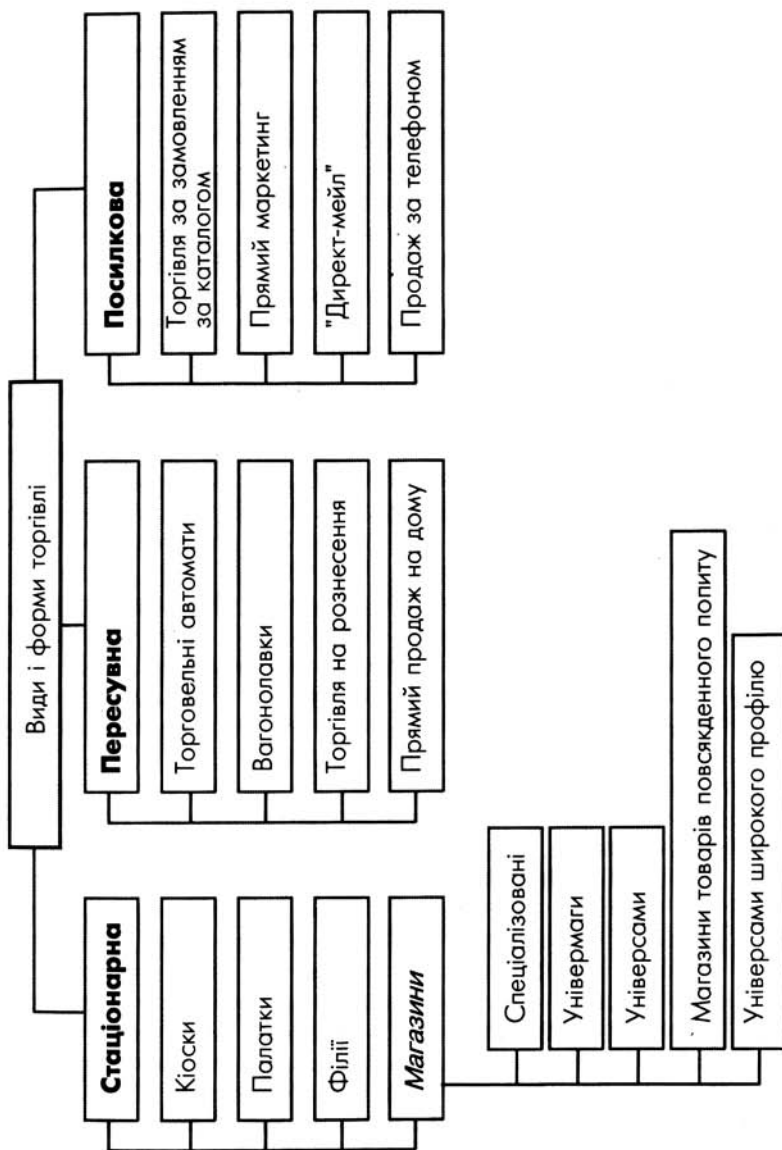 Види і форми торгівлі
Стаціонарна
Кіоски
Палатки
Філії
Магазини
Спеціалізовані
Універмаги
Універсами
Магазини товарів повсякденного попиту
Універсами широкого профілю
Пересувна
Торговельні автомати
Вагонолавки
Торгівля на рознесення
Прямий продаж на дому
Посилкова
Торгівля за замовленням
за каталогом
Прямий маркетинг
"Директ-мейл"
Продаж за телефоном